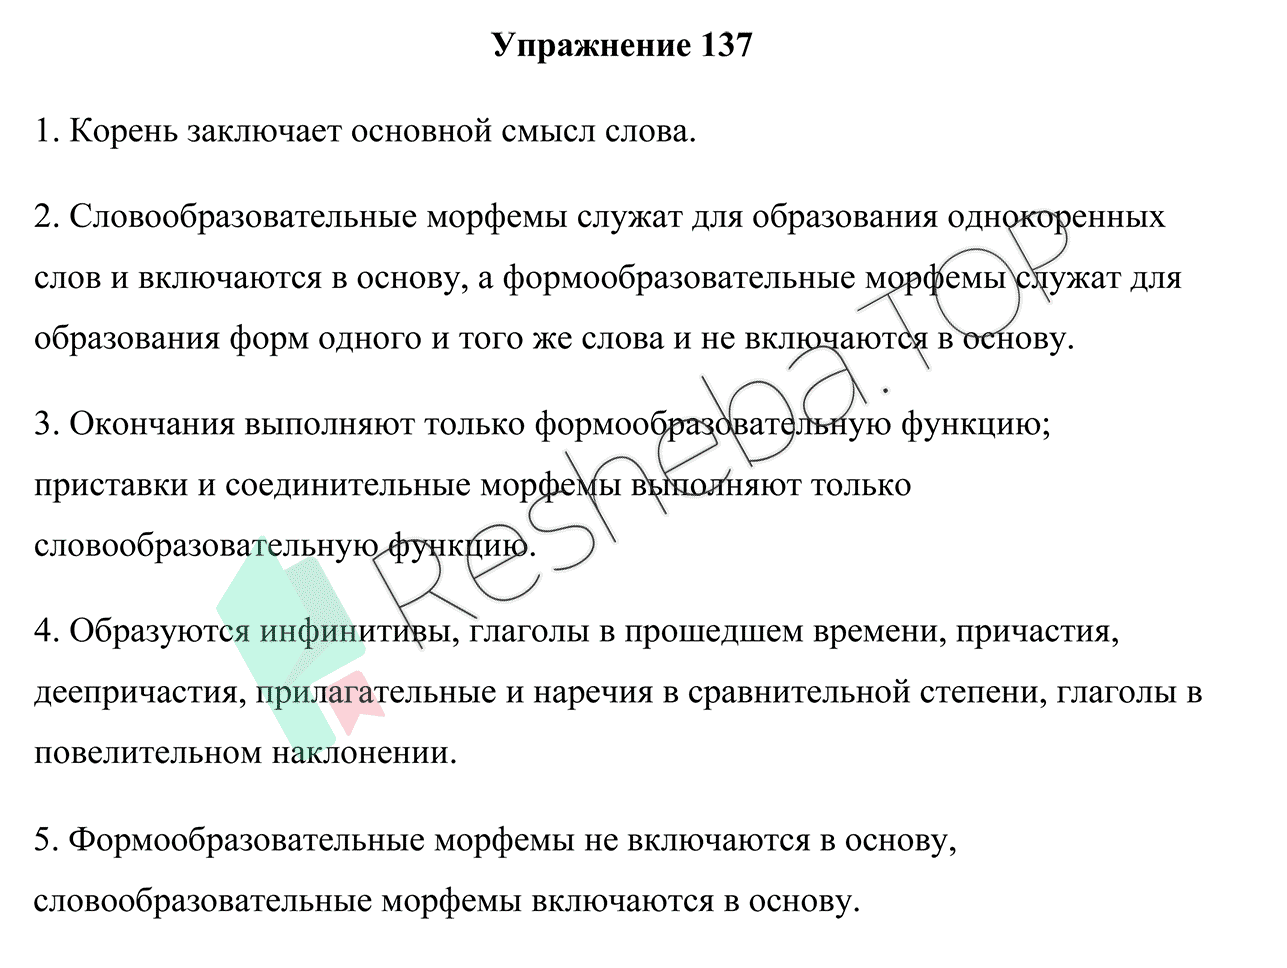 Упражнение 137
1. Корень заключает основной смысл слова.
2. Словообразовательные морфемы служат для образования однокоренных
слов и включаются в основу, а формообразовательные морфемы служат для
образования форм одного и того же слова и не включаются в основу.
3. Окончания выполняют только формообразовательную функцию;
приставки и соединительные морфемы выполняют только
словообразовательную функцию.
4. Образуются инфинитивы, глаголы в прошедшем времени, причастия,
деепричастия, прилагательные и наречия в сравнительной степени, глаголы в
повелительном наклонении.
5. Формообразовательные морфемы не включаются в основу,
словообразовательные морфемы включаются в основу.
Resheba.TOP